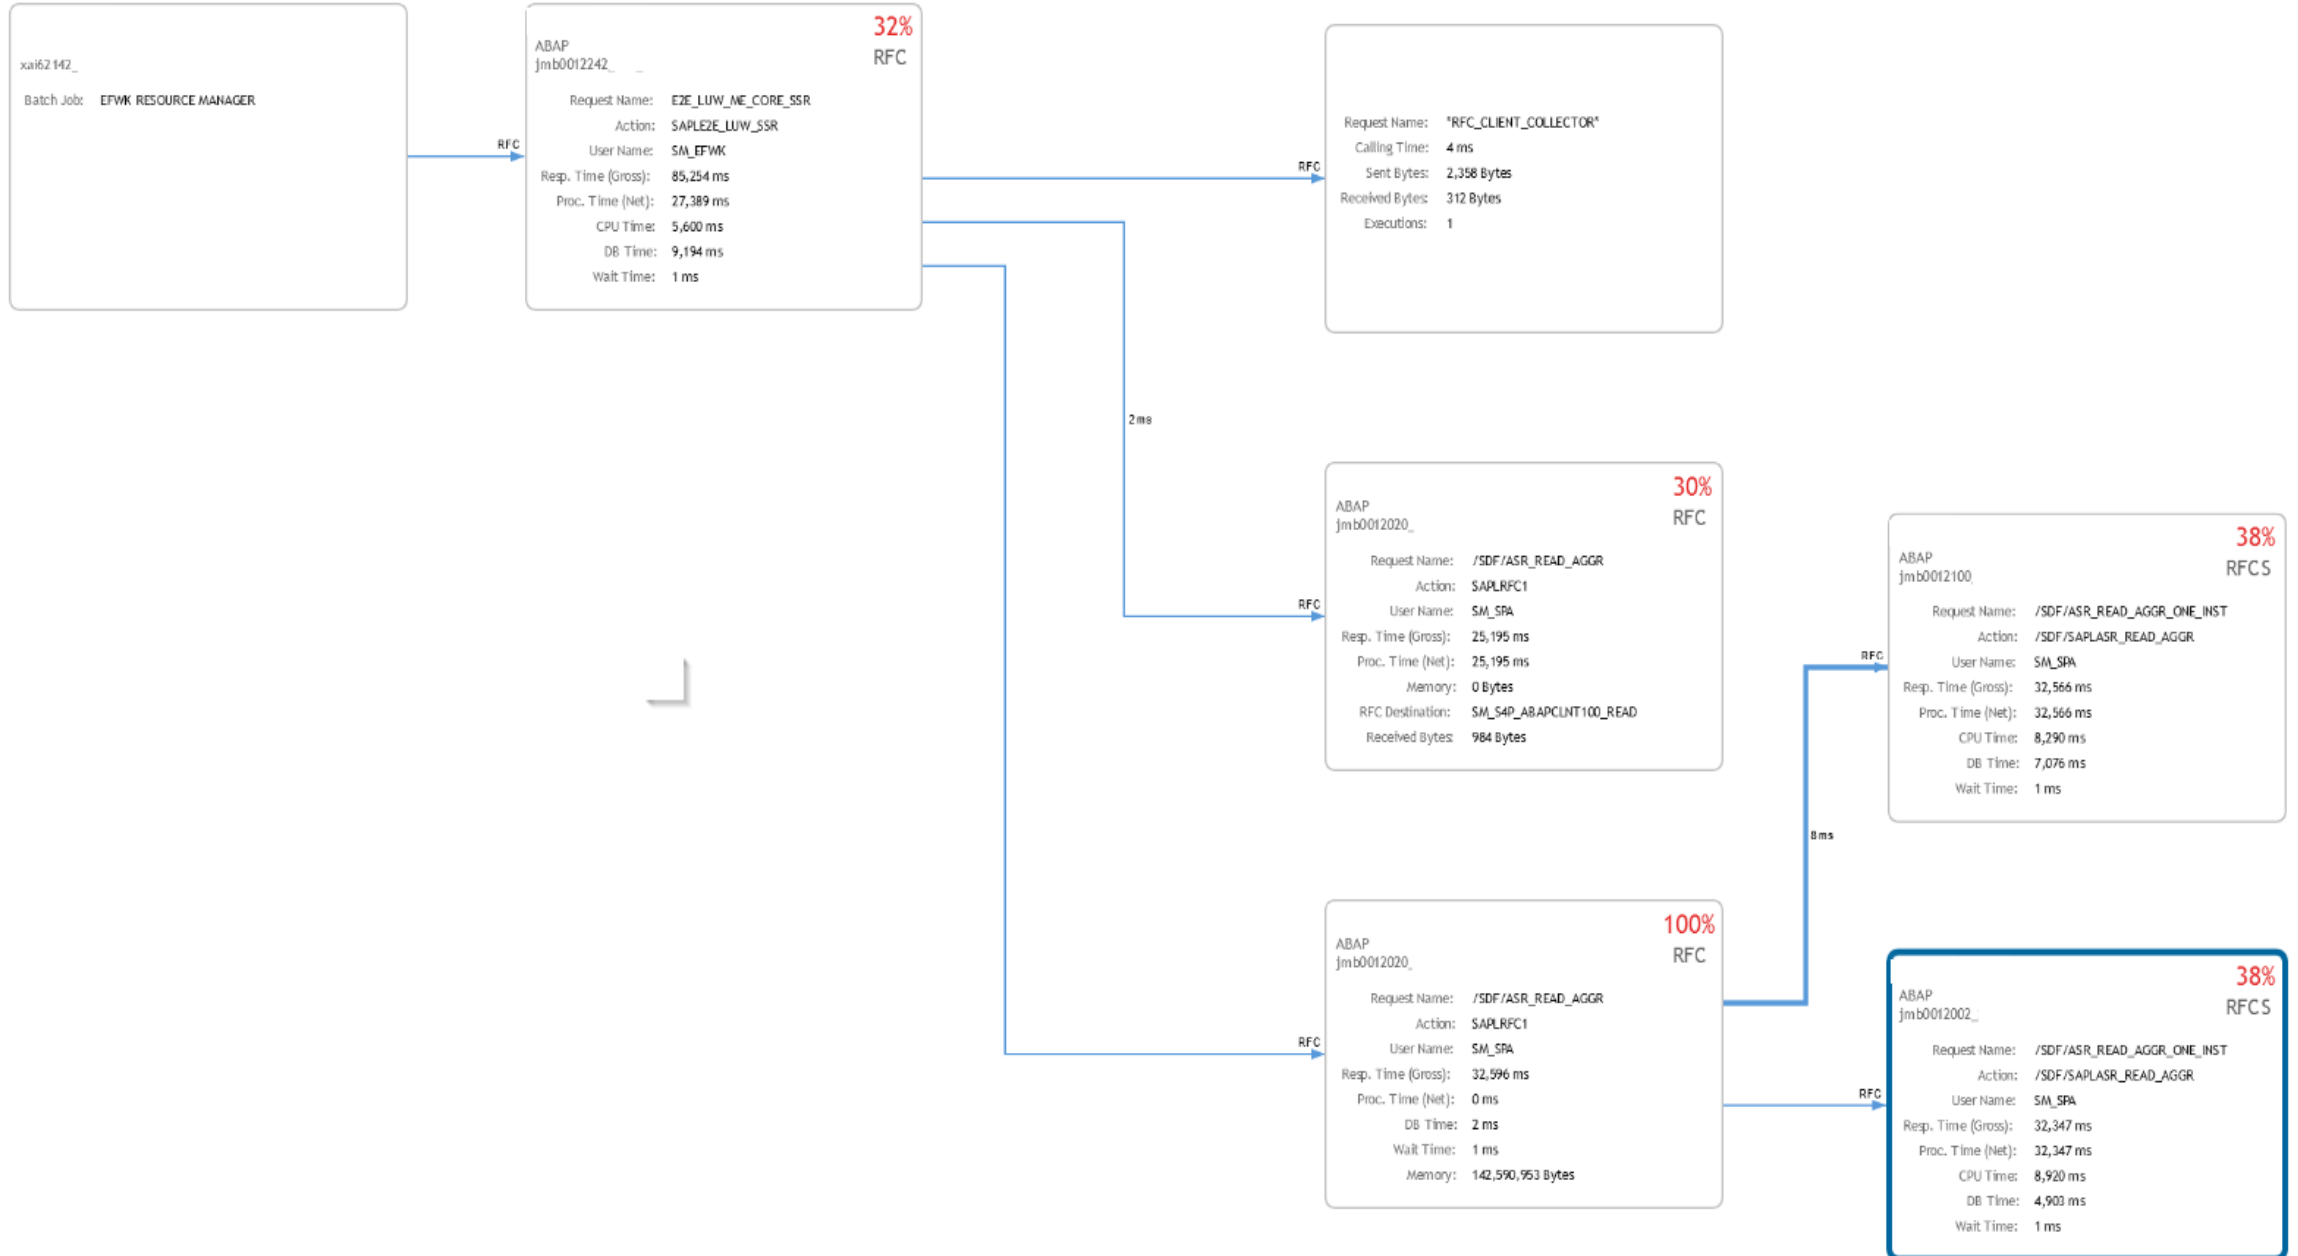 xai62142_
Batch Job: EFWK RESOURCE MANAGER
RFC
32%
RFC
ABAP
jmb0012242_ _
Request Name: E2E_LUW_ME_CORE_SSR
Action: SAPLE2E_LUW_SSR
User Name: SM_EFWK
Resp. Time (Gross): 85,254 ms
Proc. Time (Net): 27,389 ms
CPU Time: 5,600 ms
DB Time: 9,194 ms
Wait Time: 1 ms
RFC
Request Name: *RFC_CLIENT_COLLECTOR*
Calling Time: 4 ms
Sent Bytes: 2,358 Bytes
Received Bytes: 312 Bytes
Executions: 1
2ms
RFC
30%
RFC
ABAP
jmb0012020_
Request Name: /SDF/ASR_READ_AGGR
Action: SAPLRFC1
User Name: SM_SPA
Resp. Time (Gross): 25,195 ms
Proc. Time (Net): 25,195 ms
Memory: 0 Bytes
RFC Destination: SM_S4P_ABAPCLNT100_READ
Received Bytes: 984 Bytes
RFC
38%
RFCS
ABAP
jmb0012100
Request Name: /SDF/ASR_READ_AGGR_ONE_INST
Action: /SDF/SAPLASR_READ_AGGR
User Name: SM_SPA
Resp. Time (Gross): 32,566 ms
Proc. Time (Net): 32,566 ms
CPU Time: 8,290 ms
DB Time: 7,076 ms
Wait Time: 1 ms
8ms
RFC
100%
RFC
ABAP
jmb0012020_
Request Name: /SDF/ASR_READ_AGGR
Action: SAPLRFC1
User Name: SM_SPA
Resp. Time (Gross): 32,596 ms
Proc. Time (Net): 0 ms
DB Time: 2 ms
Wait Time: 1 ms
Memory: 142,590,953 Bytes
RFC
38%
RFCS
ABAP
jmb0012002_
Request Name: /SDF/ASR_READ_AGGR_ONE_INST
Action: /SDF/SAPLASR_READ_AGGR
User Name: SM_SPA
Resp. Time (Gross): 32,347 ms
Proc. Time (Net): 32,347 ms
CPU Time: 8,920 ms
DB Time: 4,903 ms
Wait Time: 1 ms